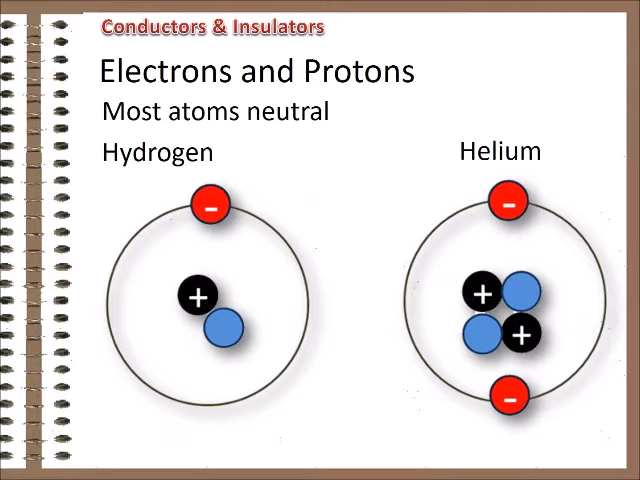 Conductors & Insulators
Electrons and Protons
Most atoms neutral
Hydrogen
Helium
-
-
+
+
+
-